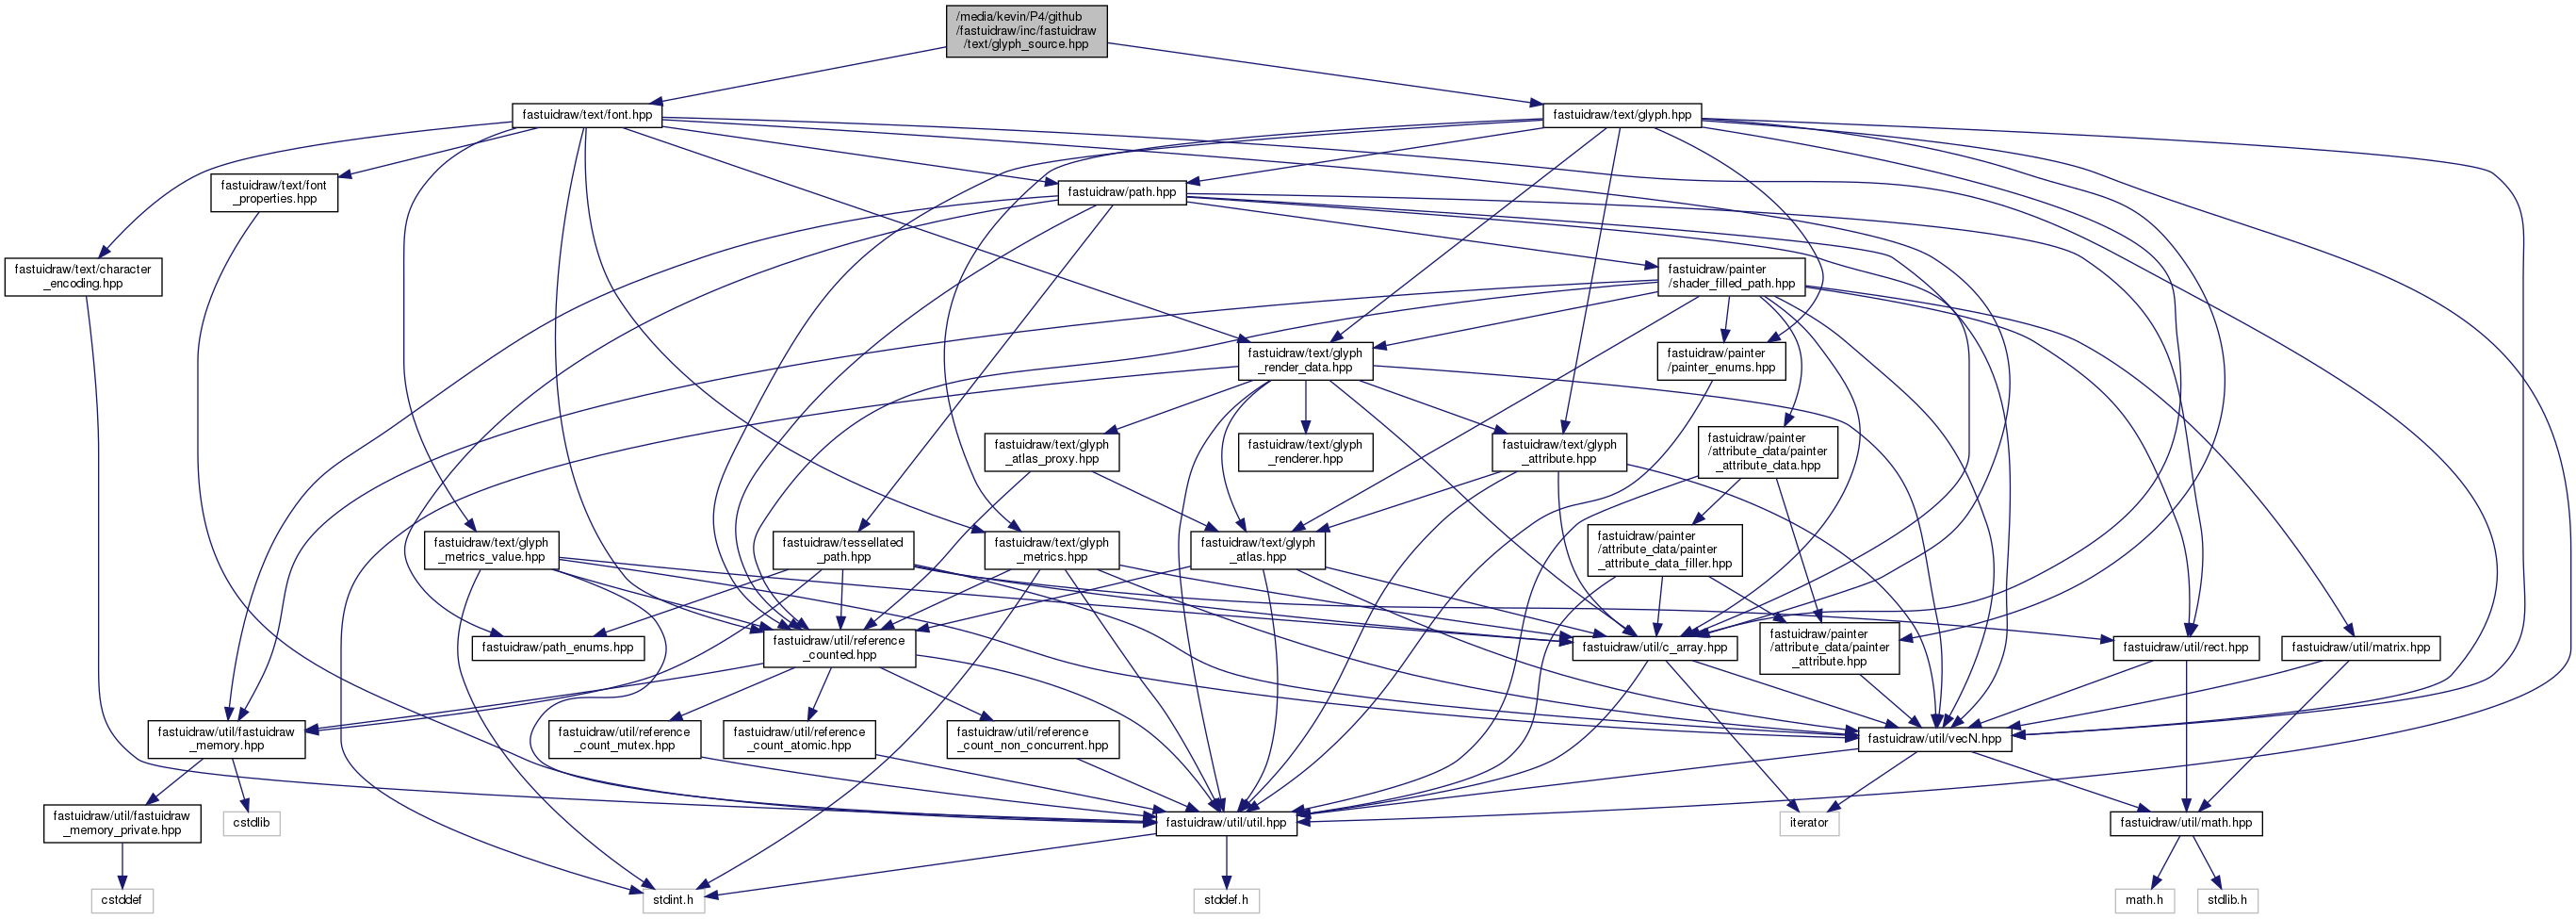 /media/kevin/P4/github
/fastuidraw/inc/fastuidraw
/text/glyph_source.hpp
fastuidraw/text/font.hpp
fastuidraw/text/glyph.hpp
fastuidraw/text/font
_properties.hpp
fastuidraw/path.hpp
fastuidraw/text/character
_encoding.hpp
fastuidraw/painter
/shader_filled_path.hpp
fastuidraw/text/glyph
_render_data.hpp
fastuidraw/painter
/painter_enums.hpp
fastuidraw/text/glyph
_atlas_proxy.hpp
fastuidraw/text/glyph
_renderer.hpp
fastuidraw/text/glyph
_attribute.hpp
fastuidraw/painter
/attribute_data/painter
_attribute_data.hpp
fastuidraw/text/glyph
_metrics_value.hpp
fastuidraw/tessellated
_path.hpp
fastuidraw/text/glyph
_metrics.hpp
fastuidraw/text/glyph
_atlas.hpp
fastuidraw/painter
/attribute_data/painter
_attribute_data_filler.hpp
fastuidraw/path_enums.hpp
fastuidraw/util/reference
_counted.hpp
fastuidraw/util/c_array.hpp
fastuidraw/painter
/attribute_data/painter
_attribute.hpp
fastuidraw/util/rect.hpp
fastuidraw/util/matrix.hpp
fastuidraw/util/fastuidraw
_memory.hpp
fastuidraw/util/reference
_count_mutex.hpp
fastuidraw/util/reference
_count_atomic.hpp
fastuidraw/util/reference
_count_non_concurrent.hpp
fastuidraw/util/vecN.hpp
fastuidraw/util/fastuidraw
_memory_private.hpp
cstdlib
fastuidraw/util/util.hpp
iterator
fastuidraw/util/math.hpp
cstddef
stdint.h
stddef.h
math.h
stdlib.h